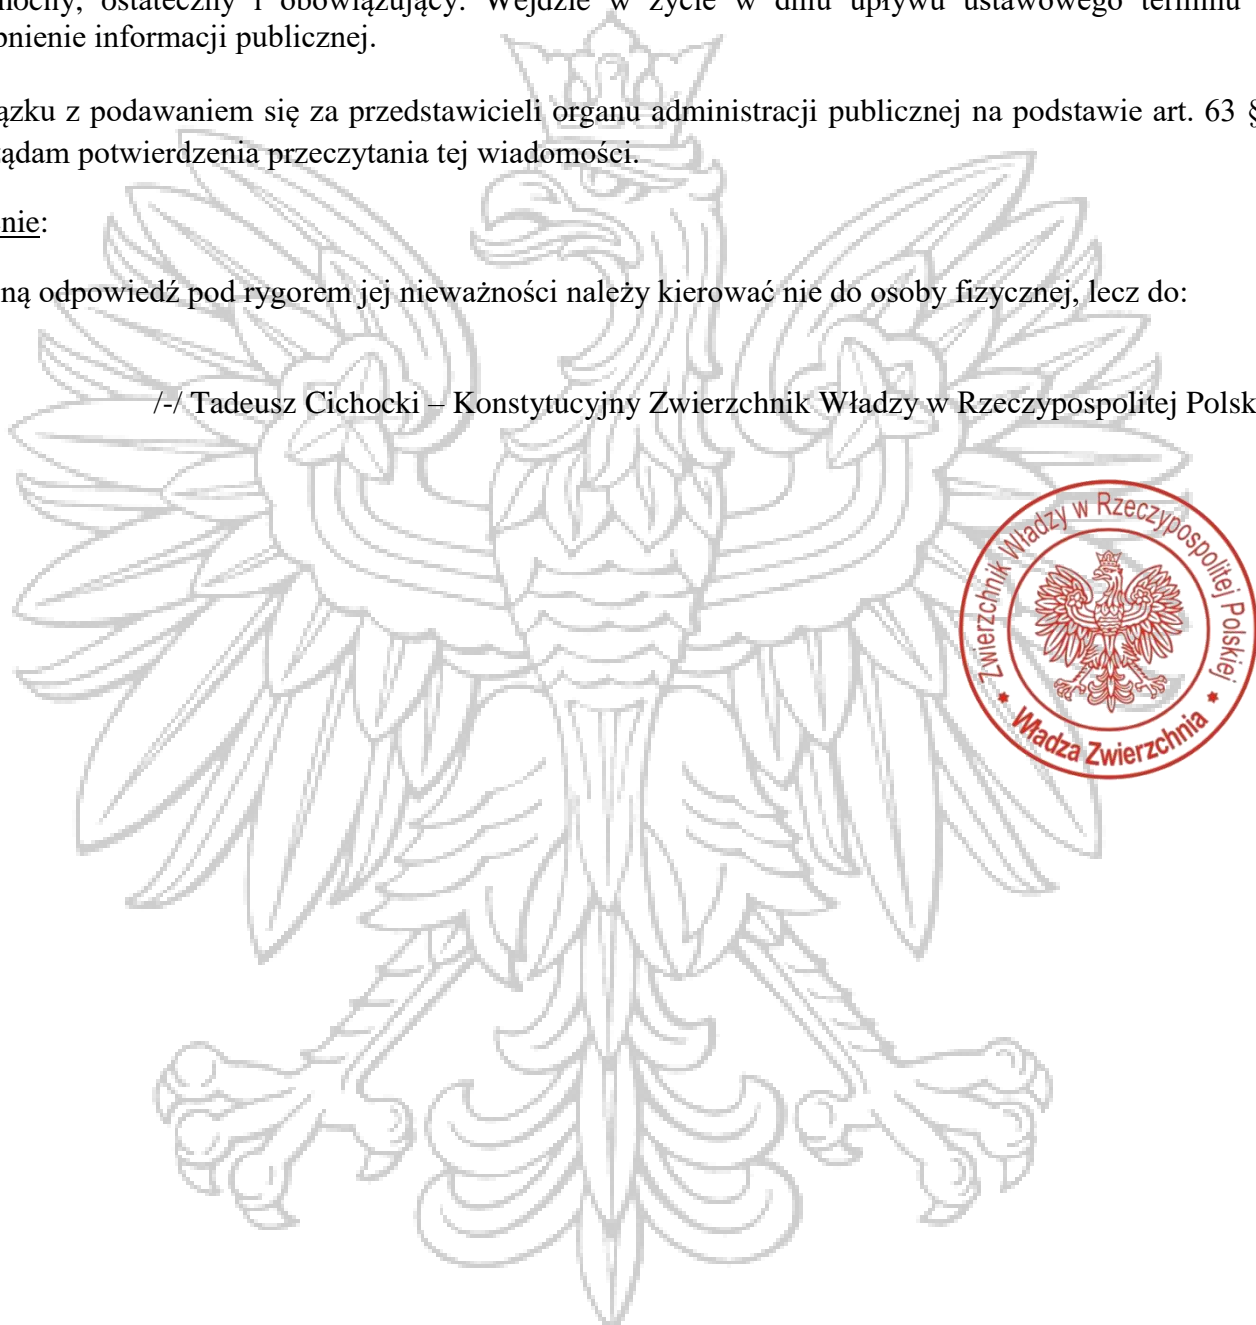 mocny, ostateczny i obowiązujący. Wejdzie w życie w dniu upływu ustawowego terminu
pnienie informacji publicznej.
ązku z podawaniem się za przedstawicieli organu administracji publicznej na podstawie art. 63 §
ądam potwierdzenia przeczytania tej wiadomości.
enie:
ną odpowiedź pod rygorem jej nieważności należy kierować nie do osoby fizycznej, lecz do:
/-/ Tadeusz Cichocki – Konstytucyjny Zwierzchnik Władzy w Rzeczypospolitej Polsk
Zwierzchnik Władzy w Rzeczypospolitej Polskiej
* Władza Zwierzchnia *